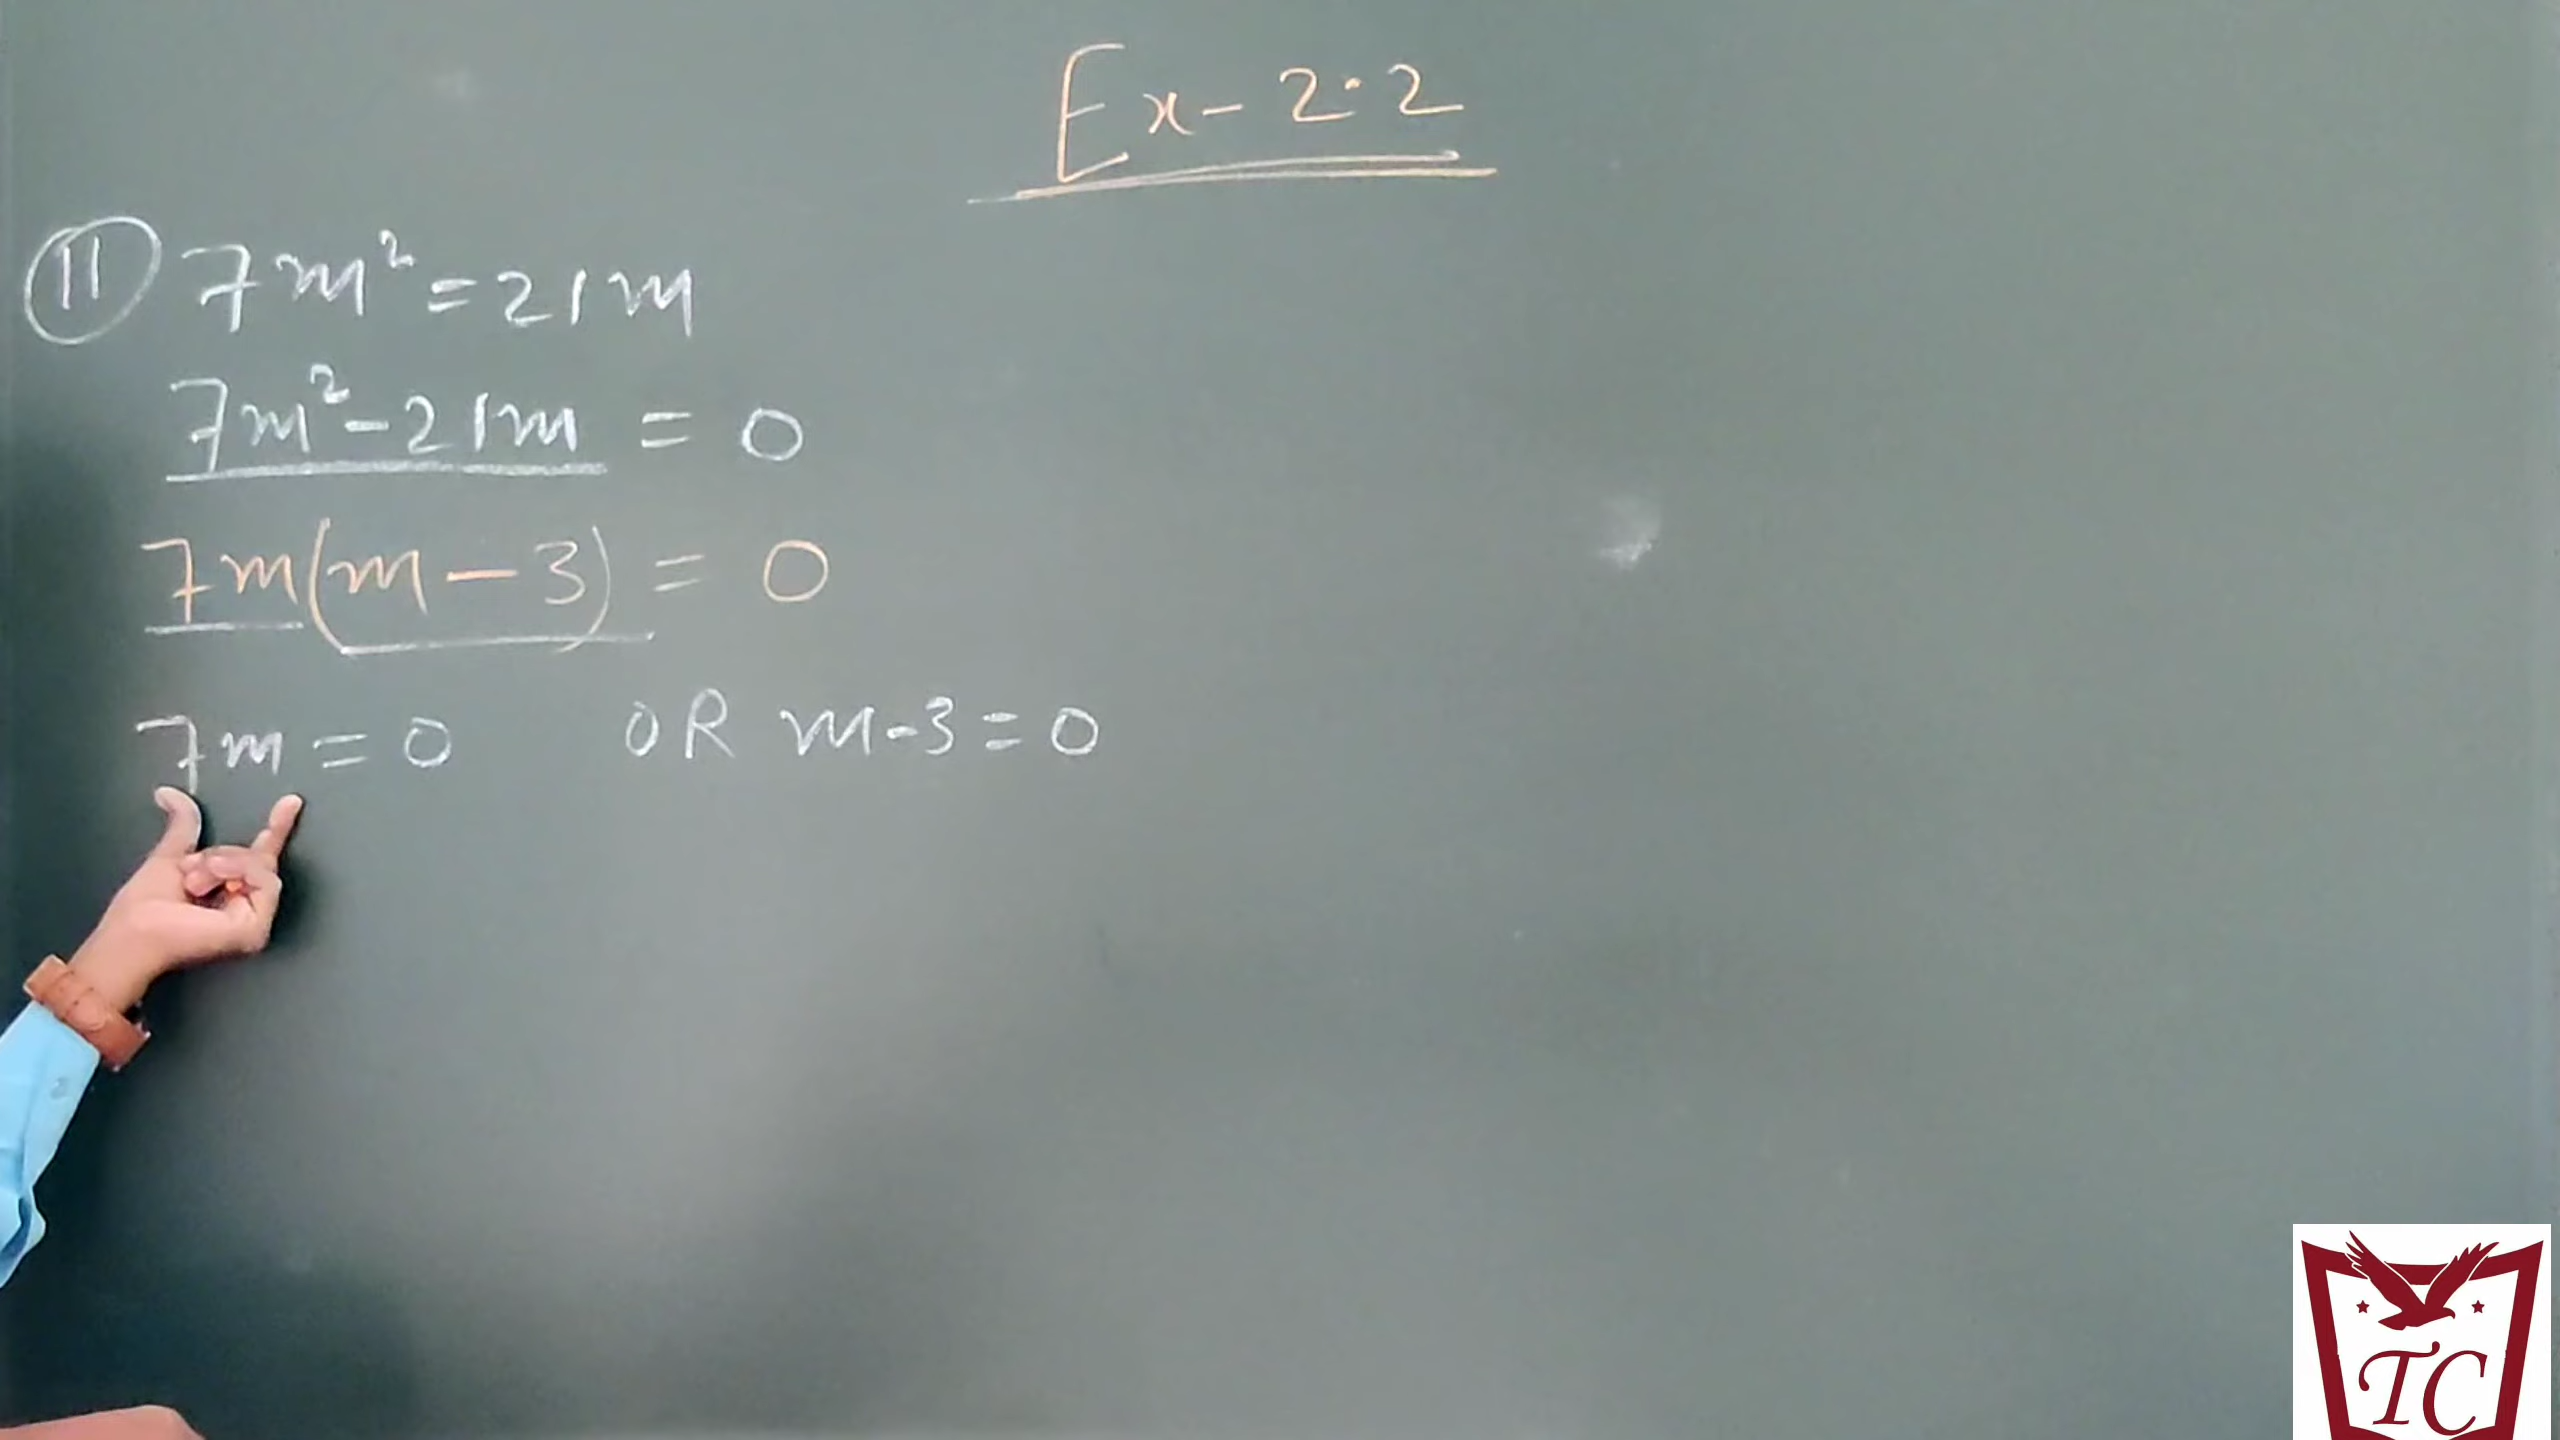 Ex-2.2
11 7m²=21m
7m²-21m = 0
7m(m-3) = 0
7m = 0 OR m-3=0
TC